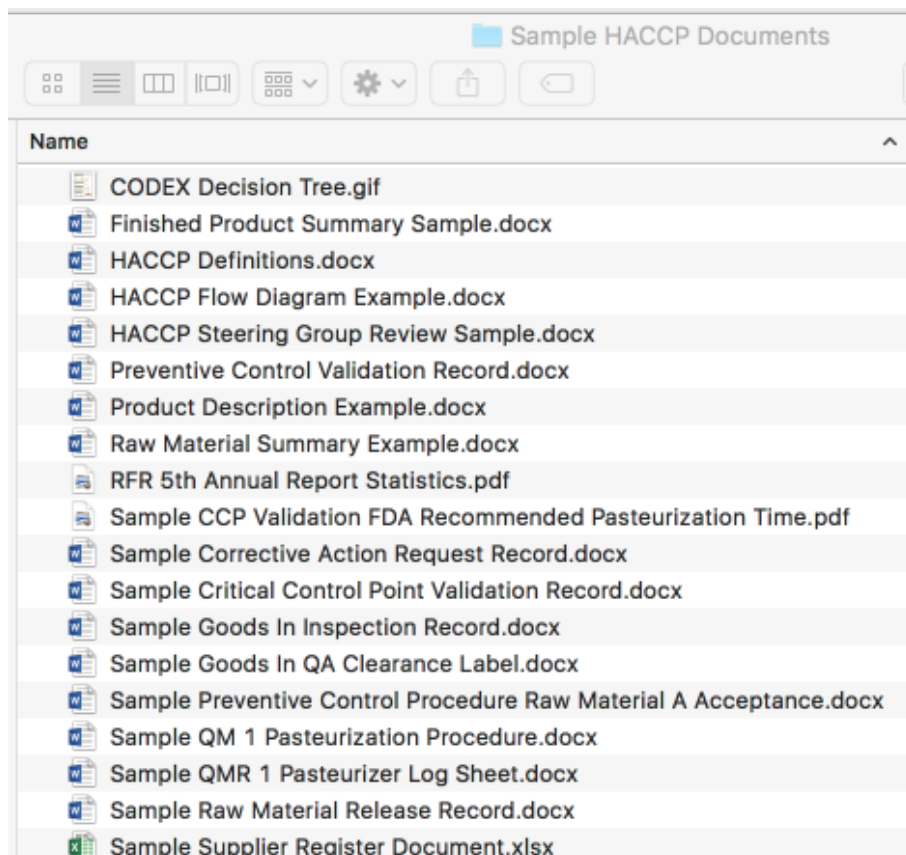 Sample HACCP Documents
Name
CODEX Decision Tree.gif
Finished Product Summary Sample.docx
HACCP Definitions.docx
HACCP Flow Diagram Example.docx
HACCP Steering Group Review Sample.docx
Preventive Control Validation Record.docx
Product Description Example.docx
Raw Material Summary Example.docx
RFR 5th Annual Report Statistics.pdf
Sample CCP Validation FDA Recommended Pasteurization Time.pdf
Sample Corrective Action Request Record.docx
Sample Critical Control Point Validation Record.docx
Sample Goods In Inspection Record.docx
Sample Goods In QA Clearance Label.docx
Sample Preventive Control Procedure Raw Material A Acceptance.docx
Sample QM 1 Pasteurization Procedure.docx
Sample QMR 1 Pasteurizer Log Sheet.docx
Sample Raw Material Release Record.docx
Sample Supplier Register Document.xlsx